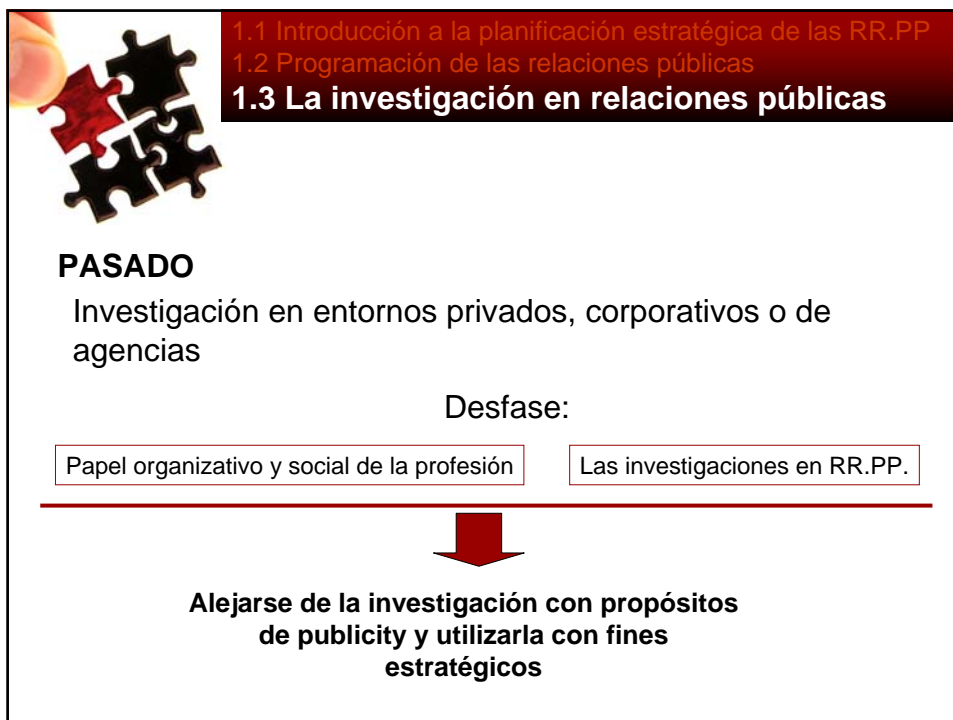 1.1 Introducción a la planificación estratégica de las RR.PP
1.2 Programación de las relaciones públicas
1.3 La investigación en relaciones públicas
PASADO
Investigación en entornos privados, corporativos o de
agencias
Desfase:
Papel organizativo y social de la profesión
Las investigaciones en RR.PP.
Alejarse de la investigación con propósitos
de publicity y utilizarla con fines
estratégicos